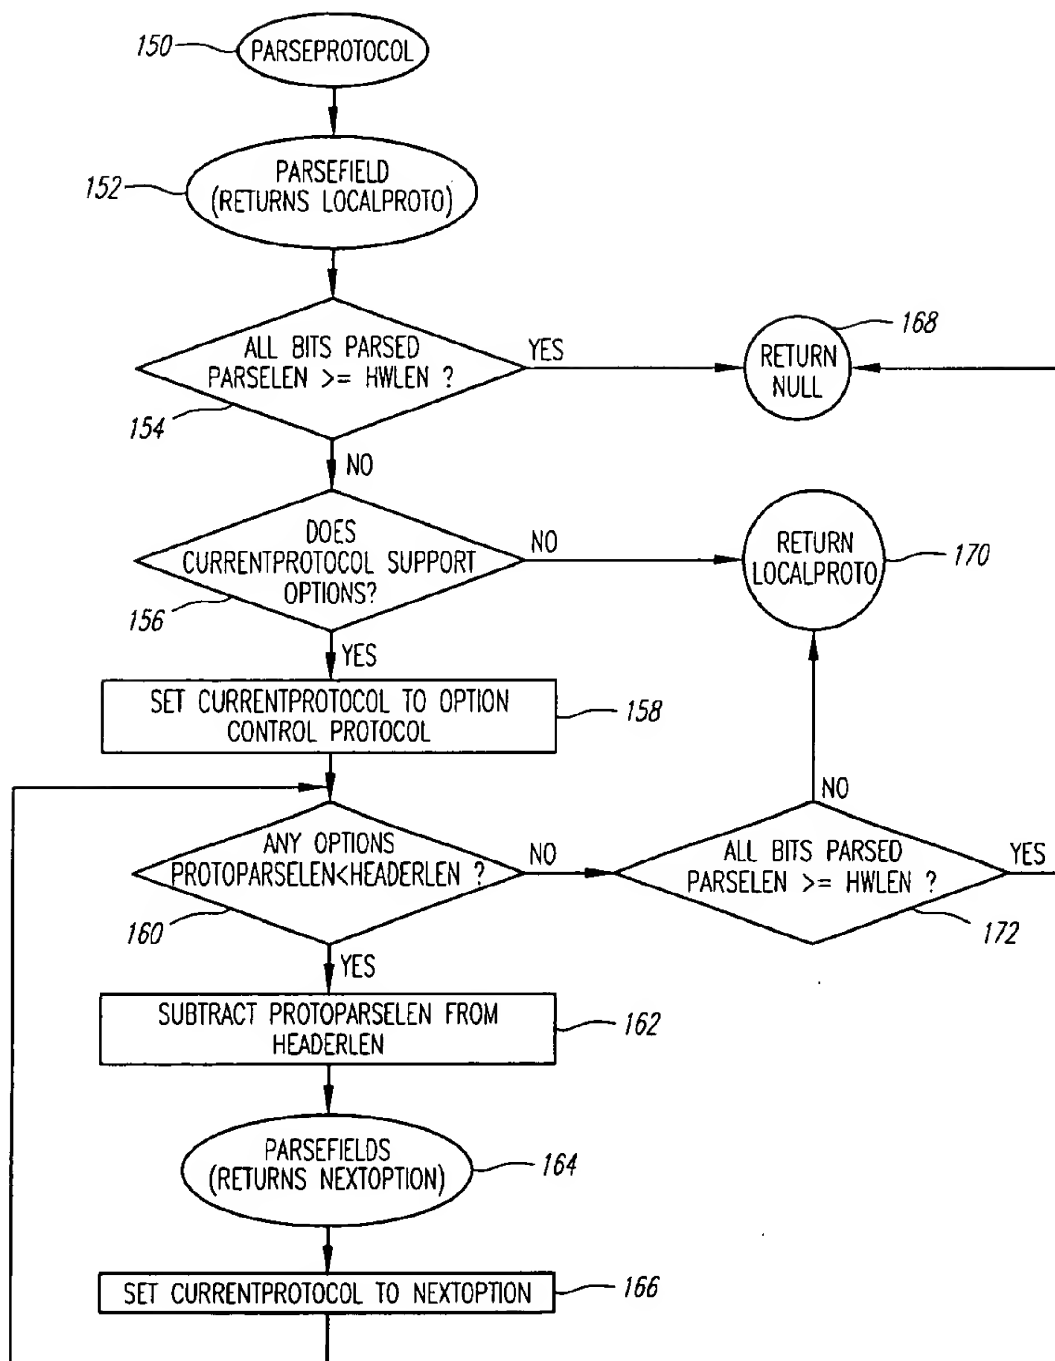 150
PARSEPROTOCOL
152
PARSEFIELD
(RETURNS LOCALPROTO)
ALL BITS PARSED
PARSELEN >= HWLEN ?
154
YES
168
RETURN
NULL
NO
DOES
CURRENTPROTOCOL SUPPORT
OPTIONS?
156
NO
RETURN
LOCALPROTO
170
YES
SET CURRENTPROTOCOL TO OPTION
CONTROL PROTOCOL
158
ANY OPTIONS
PROTOPARSELEN<HEADERLEN ?
160
NO
NO
ALL BITS PARSED
PARSELEN >= HWLEN ?
172
YES
YES
SUBTRACT PROTOPARSELEN FROM
HEADERLEN
162
PARSEFIELDS
(RETURNS NEXTOPTION)
164
SET CURRENTPROTOCOL TO NEXTOPTION
166